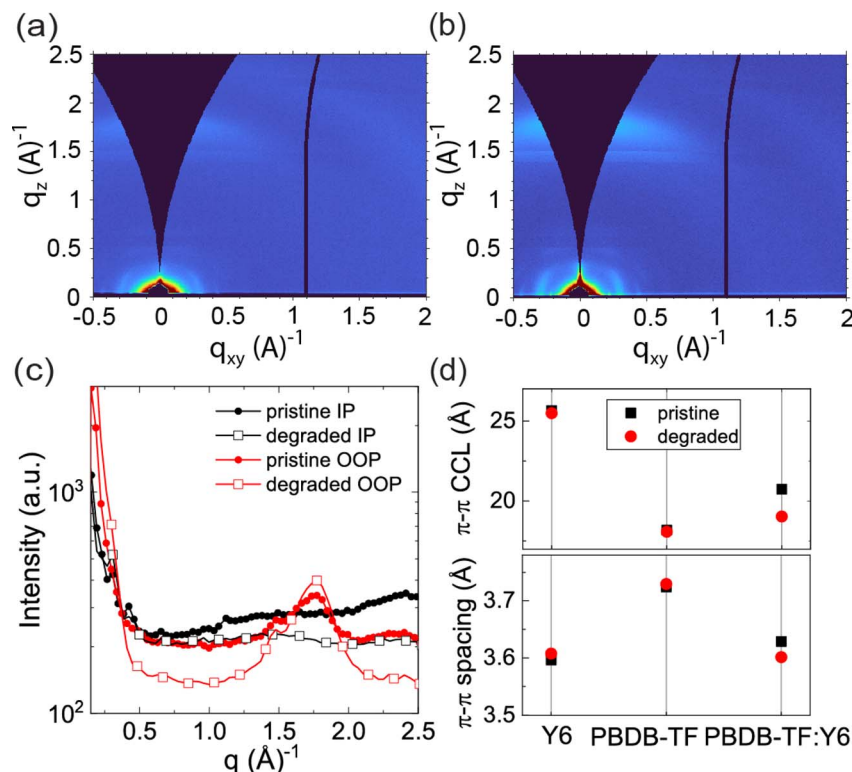 (a)
(b)
2.5
2
1.5
1
0.5
0
q_z (A)^-1
-0.5 0 0.5 1 1.5 2
q_xy (A)^-1
2.5
2
1.5
1
0.5
0
q_z (A)^-1
-0.5 0 0.5 1 1.5 2
q_xy (A)^-1
(c)
pristine IP
degraded IP
pristine OOP
degraded OOP
Intensity (a.u.)
10^3
10^2
0.5 1.0 1.5 2.0 2.5
q (Å)^-1
(d)
pristine
degraded
π-π CCL (Å)
25
20
π-π spacing (Å)
3.7
3.6
3.5
Y6 PBDB-TF PBDB-TF:Y6